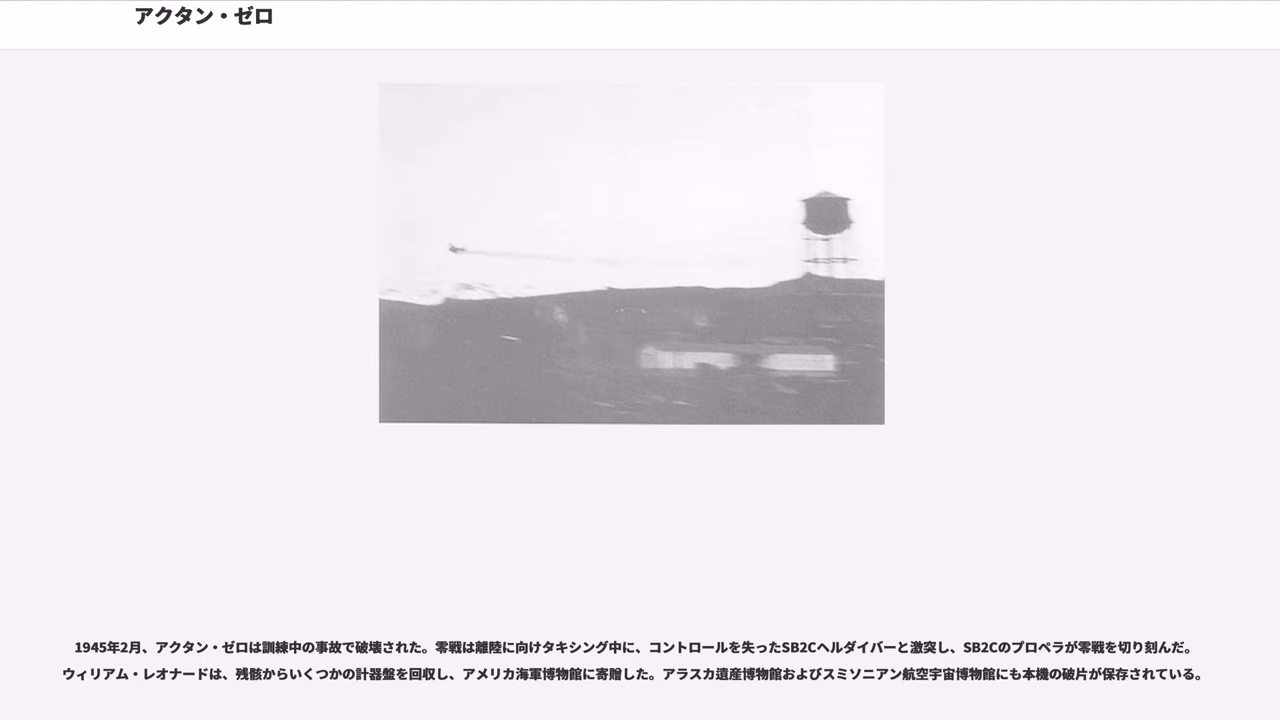 アクタン・ゼロ
1945年2月、アクタン・ゼロは訓練中の事故で破壊された。零戦は離陸に向けタキシング中に、コントロールを失ったSB2Cヘルダイバーと激突し、SB2Cのプロペラが零戦を切り刻んだ。
ウィリアム・レオナードは、残骸からいくつかの計器盤を回収し、アメリカ海軍博物館に寄贈した。アラスカ遺産博物館およびスミソニアン航空宇宙博物館にも本機の破片が保存されている。